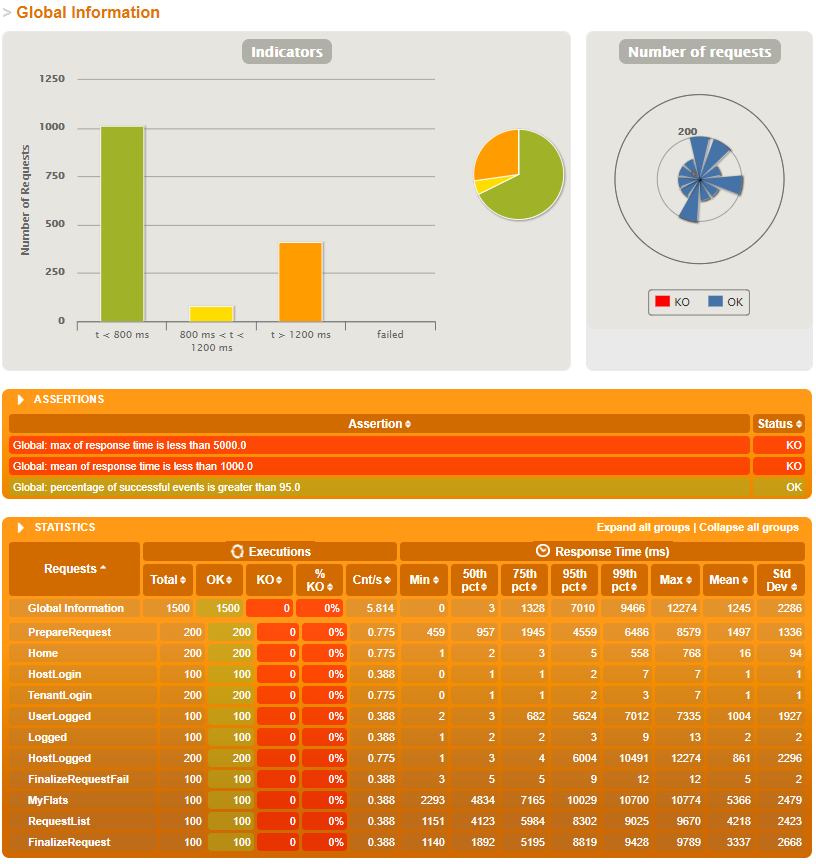 > Global Information
Indicators
Number of requests
1250
1000
750
500
250
0
Number of Requests
t < 800 ms
800 ms < t <
1200 ms
t > 1200 ms
failed
200
KO OK
ASSERTIONS
Assertion Status
Global: max of response time is less than 5000.0 KO
Global: mean of response time is less than 1000.0 KO
Global: percentage of successful events is greater than 95.0 OK
STATISTICS Expand all groups | Collapse all groups
Requests Executions Response Time (ms)
Total OK KO % KO Cnt/s Min 50th pct 75th pct 95th pct 99th pct Max Mean Std Dev
Global Information 1500 1500 0 0% 5.814 0 3 1328 7010 9466 12274 1245 2286
PrepareRequest 200 200 0 0% 0.775 459 957 1945 4559 6486 8579 1497 1336
Home 200 200 0 0% 0.775 1 2 3 5 558 768 16 94
HostLogin 100 100 0 0% 0.388 0 1 1 2 7 7 1 1
TenantLogin 200 200 0 0% 0.775 0 1 1 2 3 7 1 1
UserLogged 100 100 0 0% 0.388 2 3 682 5624 7012 7335 1004 1927
Logged 100 100 0 0% 0.388 1 2 2 3 9 13 2 2
HostLogged 200 200 0 0% 0.775 1 3 4 6004 10491 12274 861 2296
FinalizeRequestFail 100 100 0 0% 0.388 3 5 5 9 12 12 5 2
MyFlats 100 100 0 0% 0.388 2293 4834 7165 10029 10700 10774 5366 2479
RequestList 100 100 0 0% 0.388 1151 4123 5984 8302 9025 9670 4218 2423
FinalizeRequest 100 100 0 0% 0.388 1140 1892 5195 8819 9428 9789 3337 2668